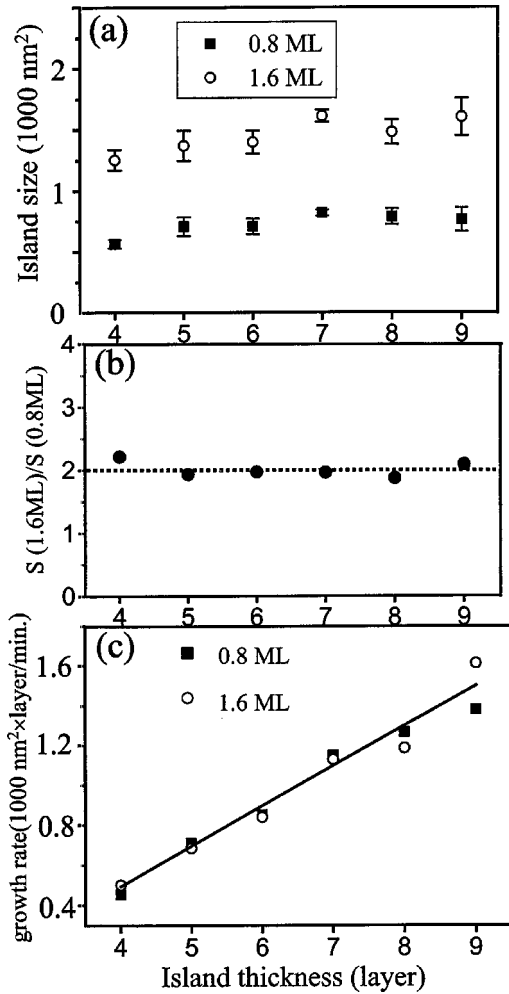 (a)
0.8 ML
1.6 ML
Island size (1000 nm²)
2
1
0
4 5 6 7 8 9
(b)
S (1.6ML)/S (0.8ML)
4
3
2
1
0
4 5 6 7 8 9
(c)
0.8 ML
1.6 ML
growth rate(1000 nm²×layer/min.)
1.6
1.2
0.8
0.4
4 5 6 7 8 9
Island thickness (layer)